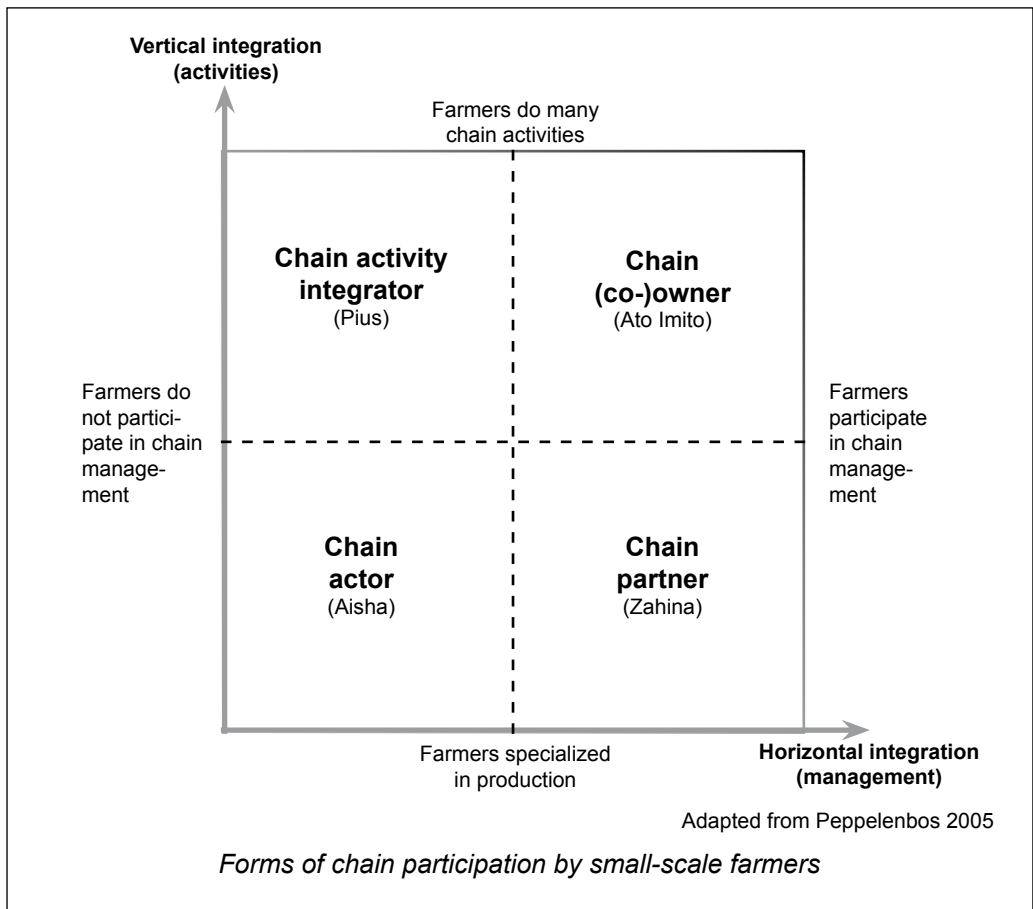 Vertical integration
(activities)
Farmers do many
chain activities
Chain activity
integrator
(Pius)
Chain
(co-)owner
(Ato Imito)
Farmers do
not partici-
pate in chain
manage-
ment
Farmers
participate
in chain
manage-
ment
Chain
actor
(Aisha)
Chain
partner
(Zahina)
Farmers specialized
in production
Horizontal integration
(management)
Adapted from Peppelenbos 2005
Forms of chain participation by small-scale farmers